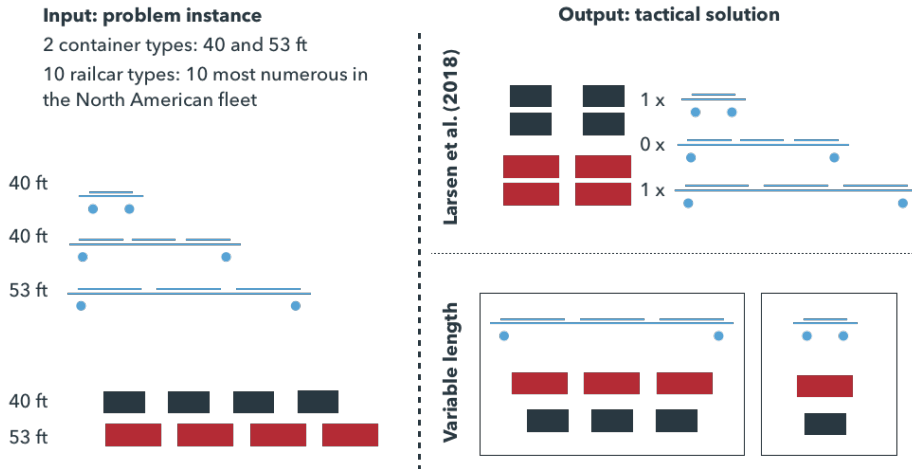 Input: problem instance
2 container types: 40 and 53 ft
10 railcar types: 10 most numerous in
the North American fleet
40 ft
40 ft
53 ft
40 ft
53 ft
Output: tactical solution
Larsen et al. (2018)
1 x
0 x
1 x
Variable length